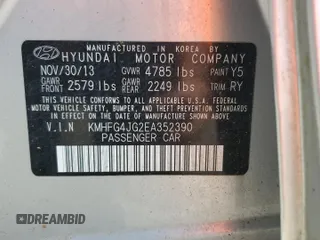 MANUFACTURED IN KOREA BY
HYUNDAI MOTOR COMPANY
NOV/30/13 GVWR 4785 lbs PAINT Y5
GAWR FRONT 2579 lbs GAWR REAR 2249 lbs TRIM RY
THIS VEHICLE CONFORMS TO ALL APPLICABLE
U.S. FEDERAL MOTOR VEHICLE SAFETY, BUMPER,
AND THEFT PREVENTION STANDARDS IN EFFECT
ON THE DATE OF MANUFACTURE SHOWN ABOVE.
V.I.N KMHFG4JG2EA352390
PASSENGER CAR
DREAMBID